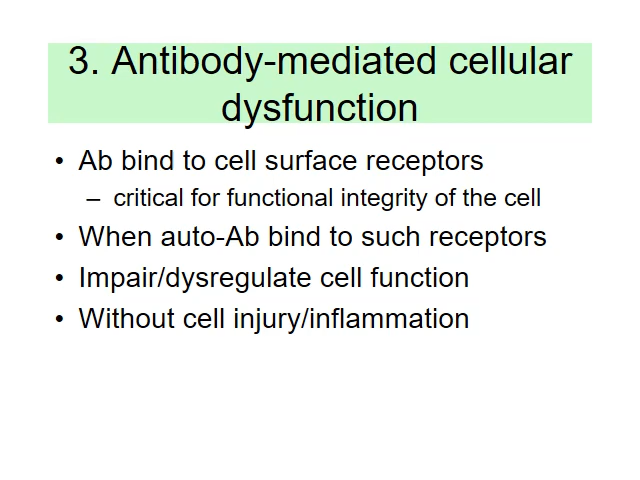 3. Antibody-mediated cellular
dysfunction
• Ab bind to cell surface receptors
– critical for functional integrity of the cell
• When auto-Ab bind to such receptors
• Impair/dysregulate cell function
• Without cell injury/inflammation